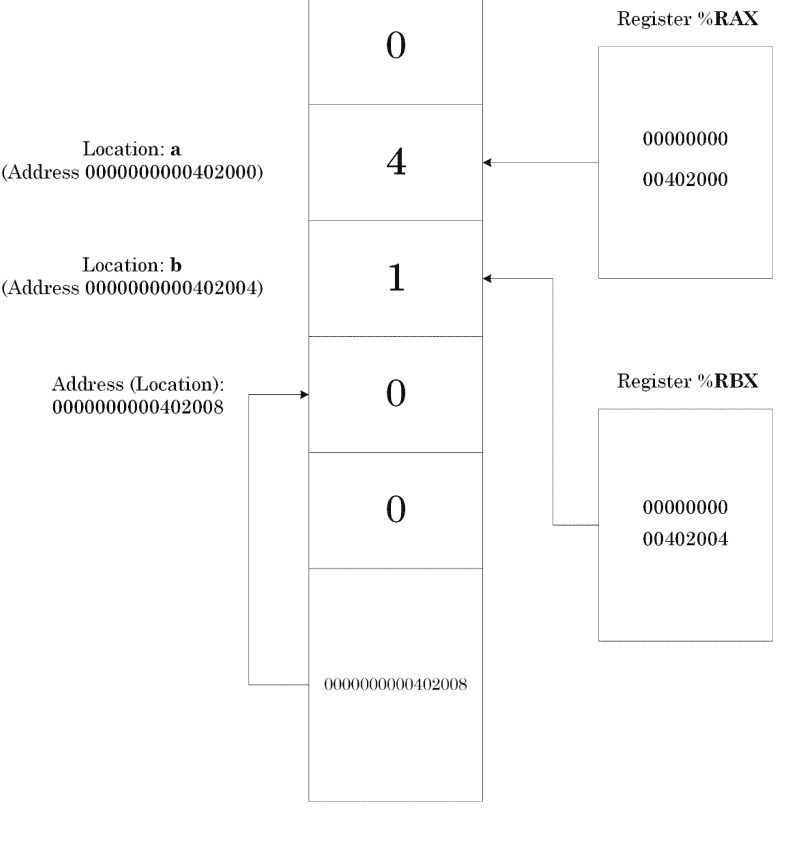 0
Register %RAX
Location: a
(Address 0000000000402000)
4
00000000
00402000
Location: b
(Address 0000000000402004)
1
Address (Location):
0000000000402008
0
Register %RBX
0
00000000
00402004
0000000000402008